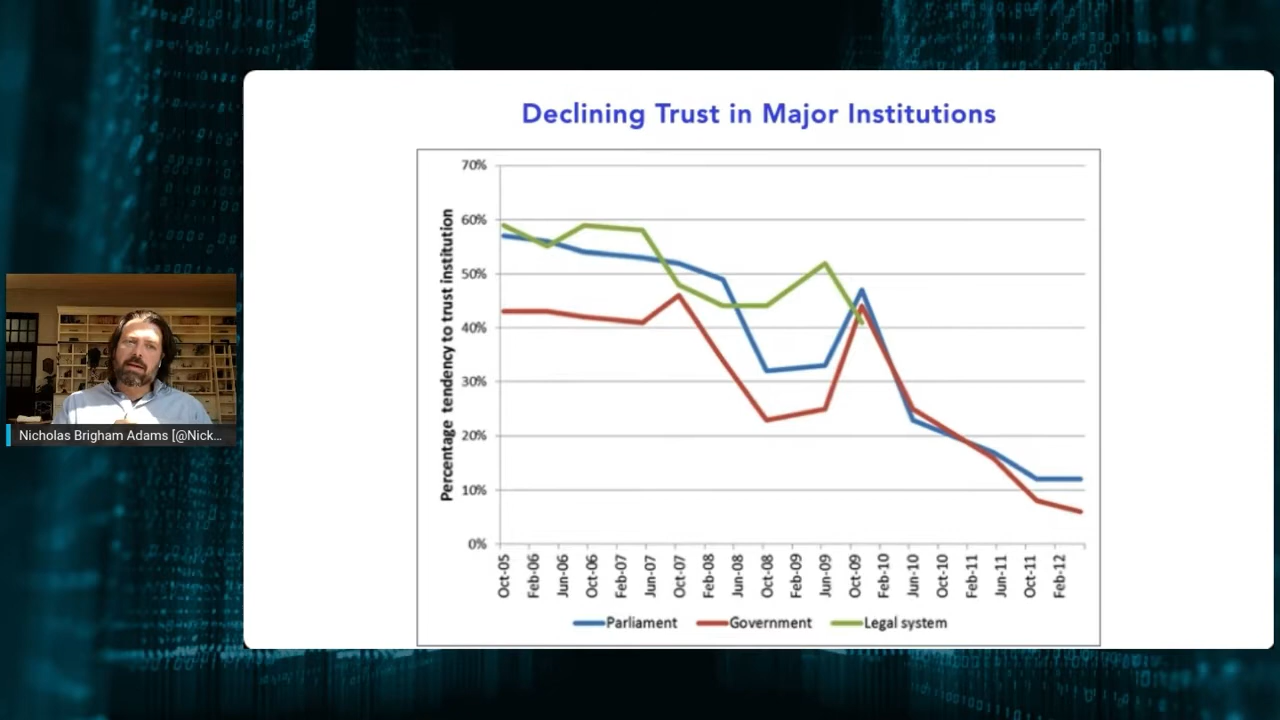 Declining Trust in Major Institutions
Percentage tendency to trust institution
70%
60%
50%
40%
30%
20%
10%
0%
Oct-05
Feb-06
Jun-06
Oct-06
Feb-07
Jun-07
Oct-07
Feb-08
Jun-08
Oct-08
Feb-09
Jun-09
Oct-09
Feb-10
Jun-10
Oct-10
Feb-11
Jun-11
Oct-11
Feb-12
Parliament Government Legal system
Nicholas Brigham Adams [@Nick...